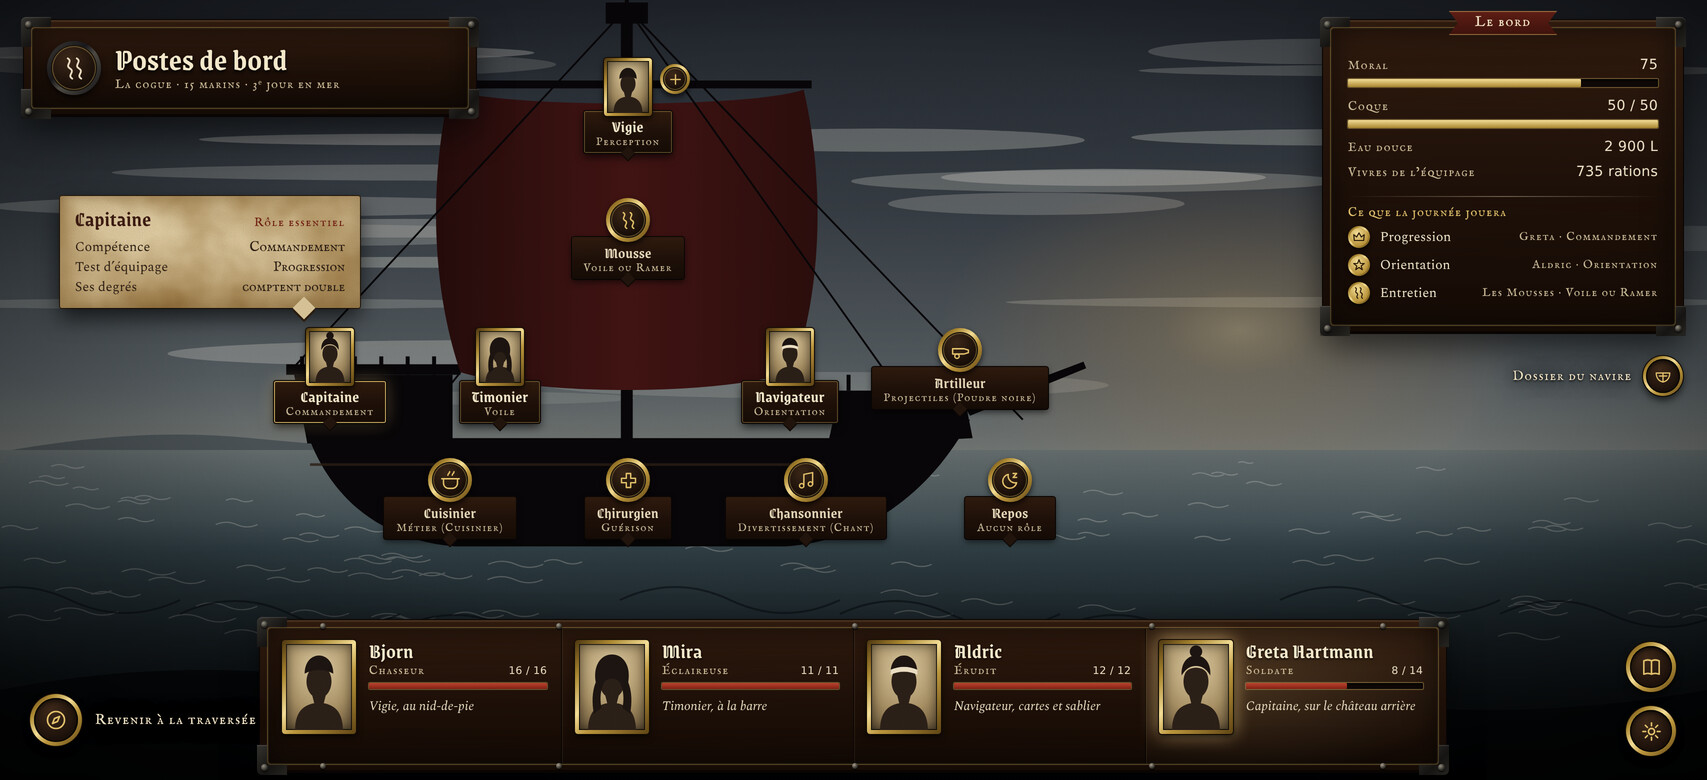 Postes de bord
La cogue · 15 marins · 3e jour en mer
Le bord
Moral 75
Coque 50 / 50
Eau douce 2 900 L
Vivres de l'équipage 735 rations
Ce que la journée jouera
Progression Greta · Commandement
Orientation Aldric · Orientation
Entretien Les Mousses · Voile ou Ramer
Dossier du navire
Vigie
Perception
Mousse
Voile ou Ramer
Capitaine Rôle essentiel
Compétence Commandement
Test d'équipage Progression
Ses degrés comptent double
Capitaine
Commandement
Timonier
Voile
Navigateur
Orientation
Artilleur
Projectiles (Poudre noire)
Cuisinier
Métier (Cuisinier)
Chirurgien
Guérison
Chansonnier
Divertissement (Chant)
Repos
Aucun rôle
Revenir à la traversée
Bjorn
Chasseur 16 / 16
Vigie, au nid-de-pie
Mira
Éclaireuse 11 / 11
Timonier, à la barre
Aldric
Érudit 12 / 12
Navigateur, cartes et sablier
Greta Hartmann
Soldate 8 / 14
Capitaine, sur le château arrière